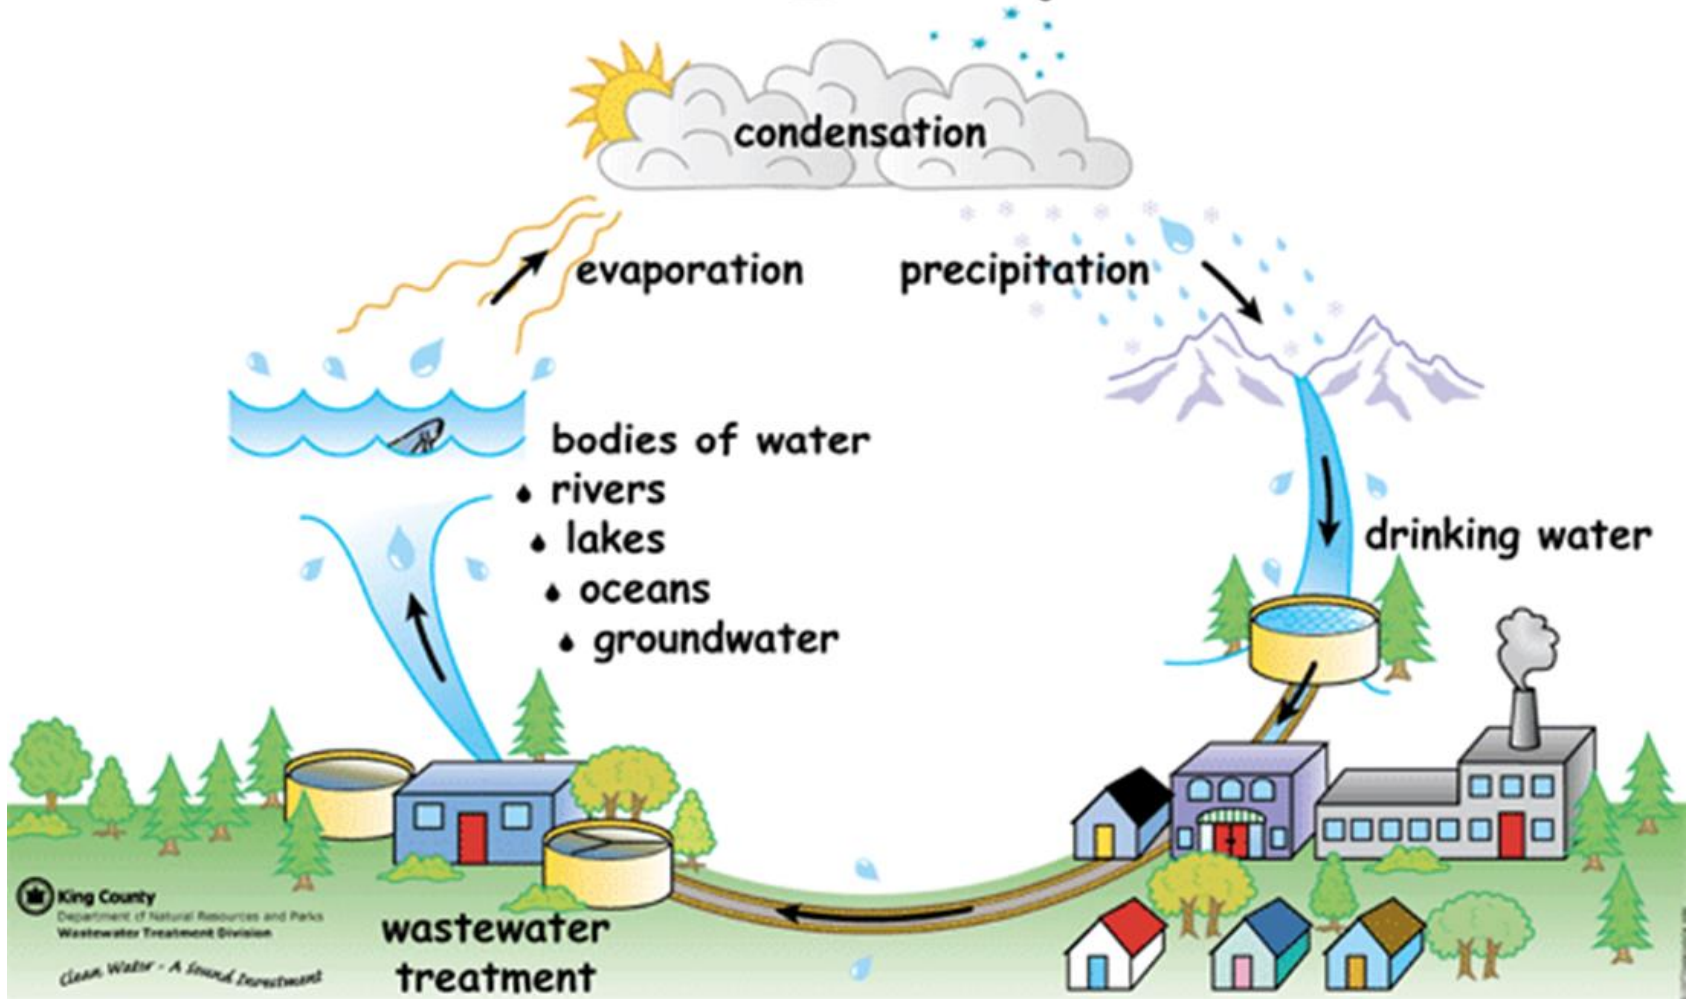 condensation
evaporation
precipitation
bodies of water
rivers
lakes
oceans
groundwater
drinking water
King County
Department of Natural Resources and Parks
Wastewater Treatment Division
Clean Water - A Sound Investment
wastewater
treatment